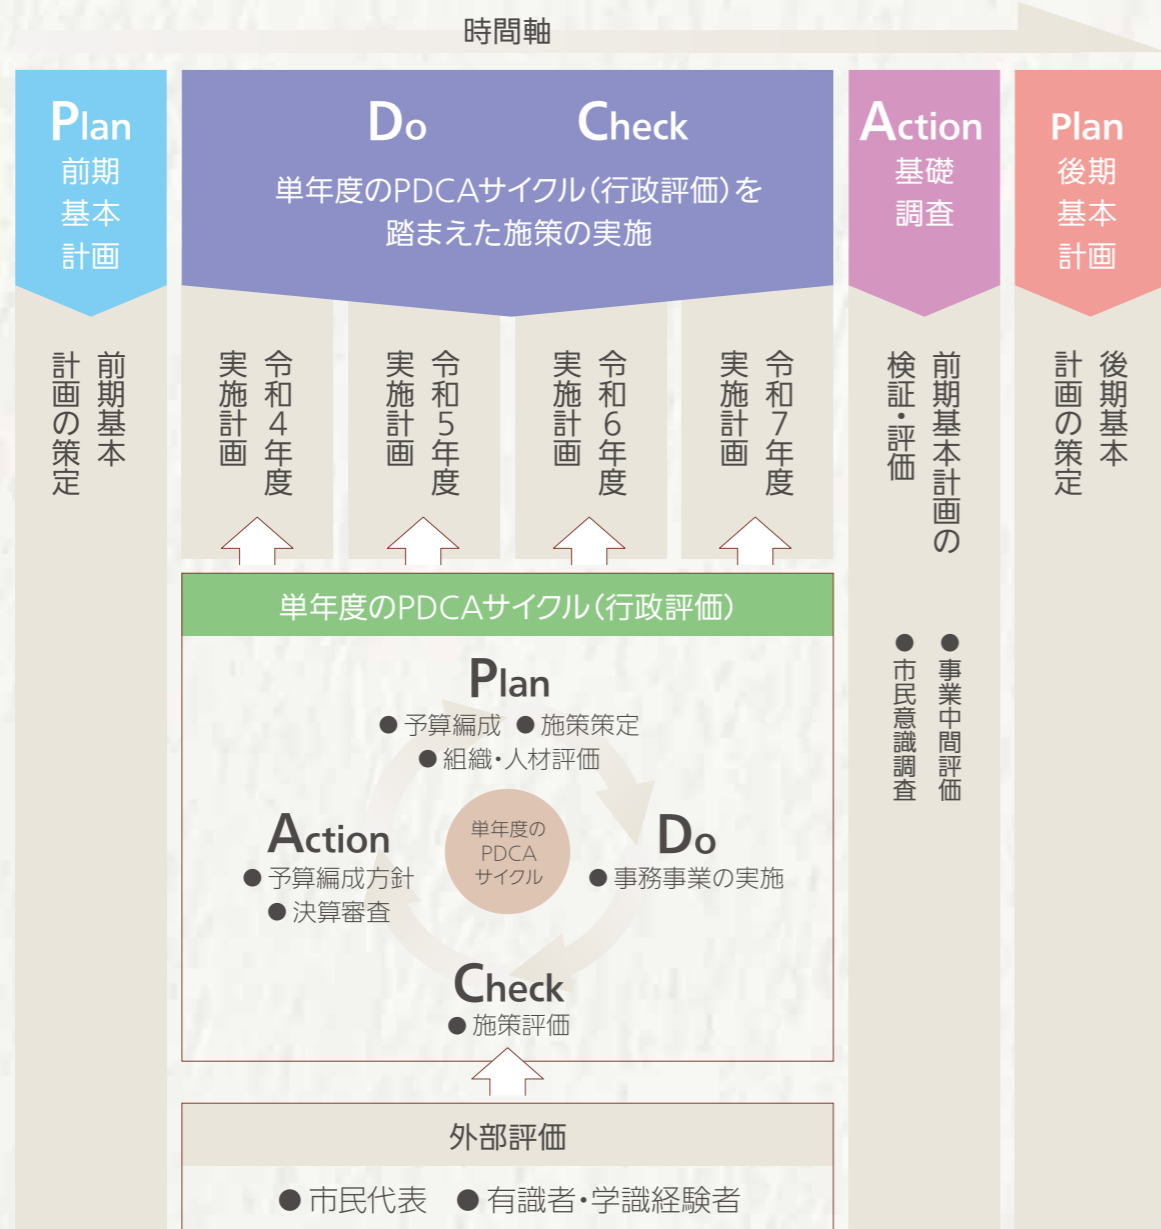 時間軸
Plan
前期
基本
計画
Do
Check
単年度のPDCAサイクル(行政評価)を
踏まえた施策の実施
Action
基礎
調査
Plan
後期
基本
計画
前期基本
計画の策定
令和4年度
実施計画
令和5年度
実施計画
令和6年度
実施計画
令和7年度
実施計画
前期基本計画の
検証・評価
●事業中間評価
●市民意識調査
後期基本
計画の策定
単年度のPDCAサイクル(行政評価)
Plan
●予算編成 ●施策策定
●組織・人材評価
Do
●事務事業の実施
Check
●施策評価
Action
●予算編成方針
●決算審査
単年度の
PDCA
サイクル
外部評価
●市民代表 ●有識者・学識経験者